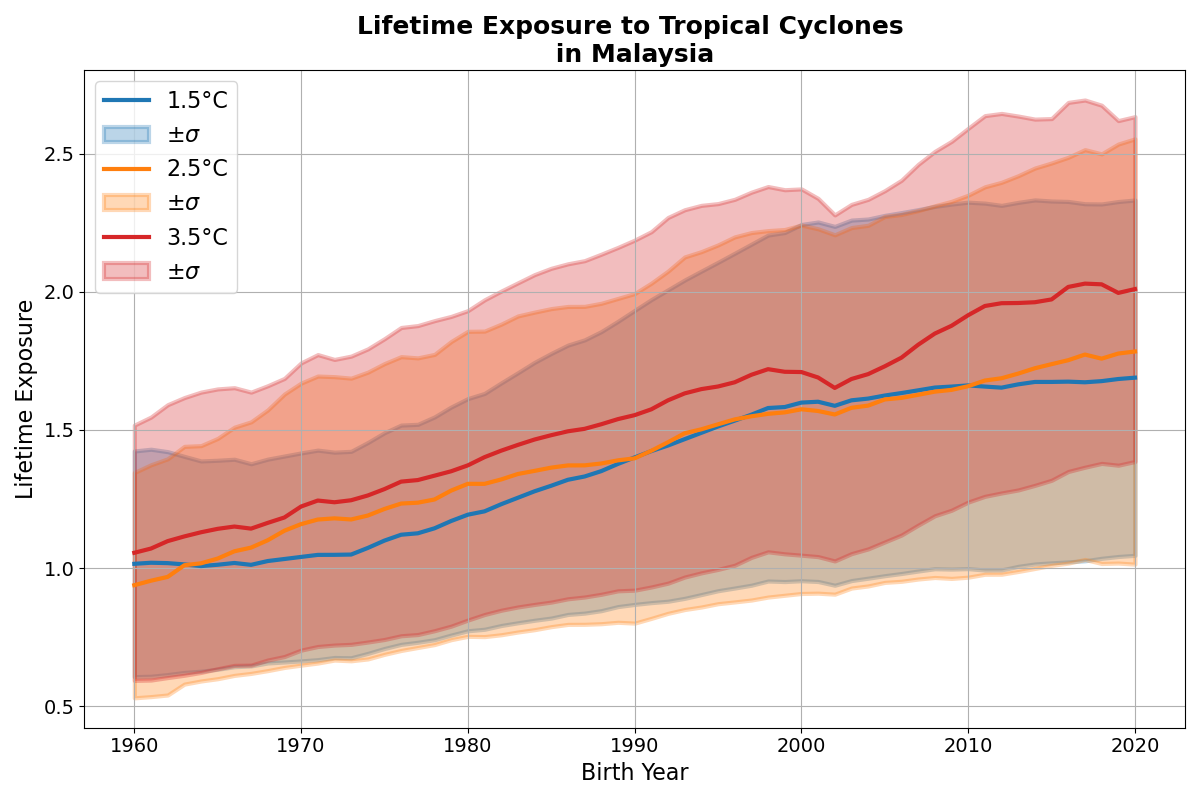 Lifetime Exposure to Tropical Cyclones
in Malaysia
1.5°C
±σ
2.5°C
±σ
3.5°C
±σ
Lifetime Exposure
2.5
2.0
1.5
1.0
0.5
1960 1970 1980 1990 2000 2010 2020
Birth Year